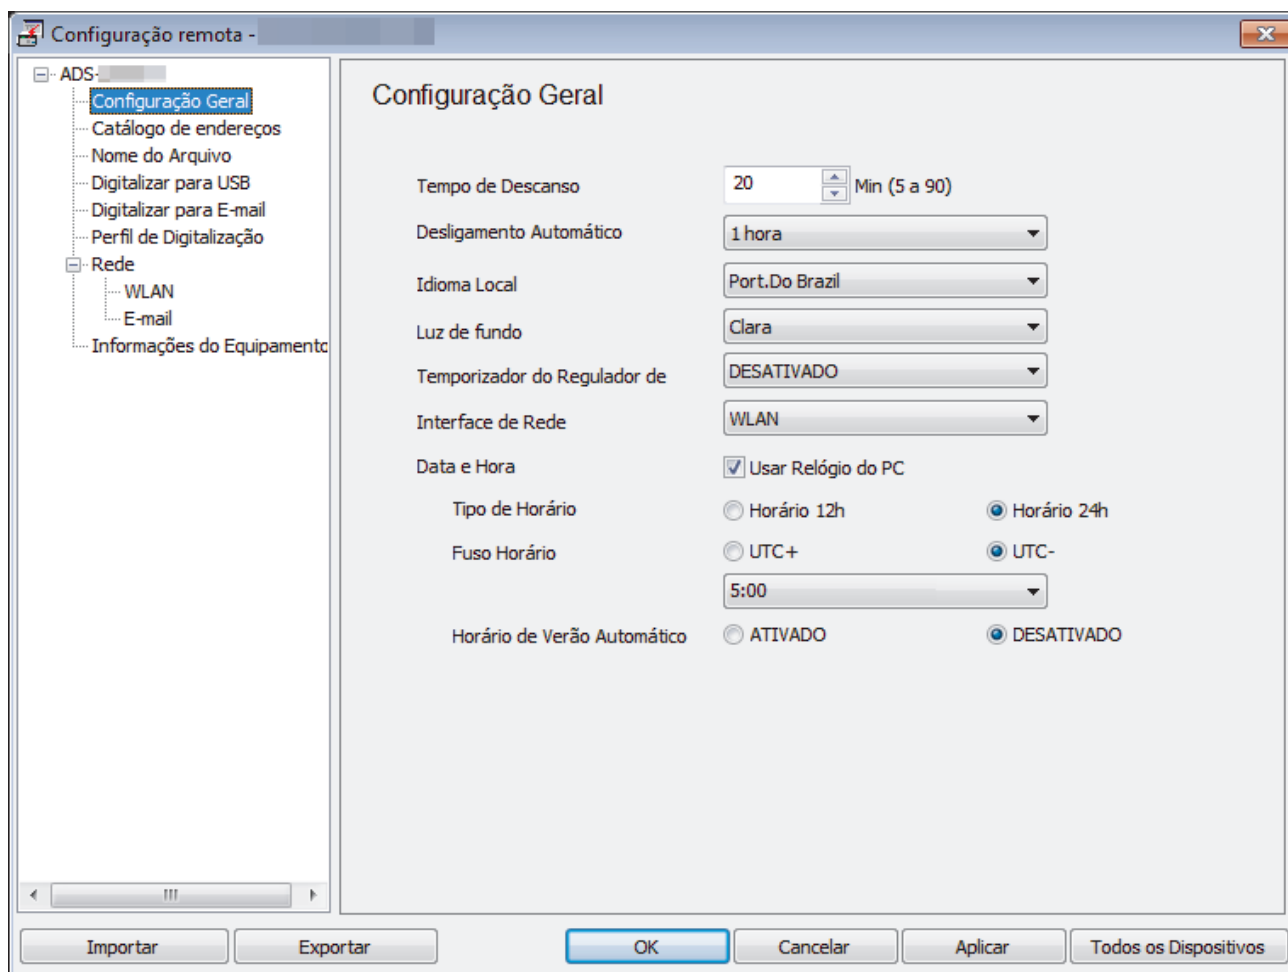 Configuração remota -
ADS-
Configuração Geral
Catálogo de endereços
Nome do Arquivo
Digitalizar para USB
Digitalizar para E-mail
Perfil de Digitalização
Rede
WLAN
E-mail
Informações do Equipamento
Configuração Geral
Tempo de Descanso 20 Min (5 a 90)
Desligamento Automático 1 hora
Idioma Local Port.Do Brazil
Luz de fundo Clara
Temporizador do Regulador de DESATIVADO
Interface de Rede WLAN
Data e Hora Usar Relógio do PC
Tipo de Horário Horário 12h Horário 24h
Fuso Horário UTC+ UTC-
5:00
Horário de Verão Automático ATIVADO DESATIVADO
Importar Exportar OK Cancelar Aplicar Todos os Dispositivos